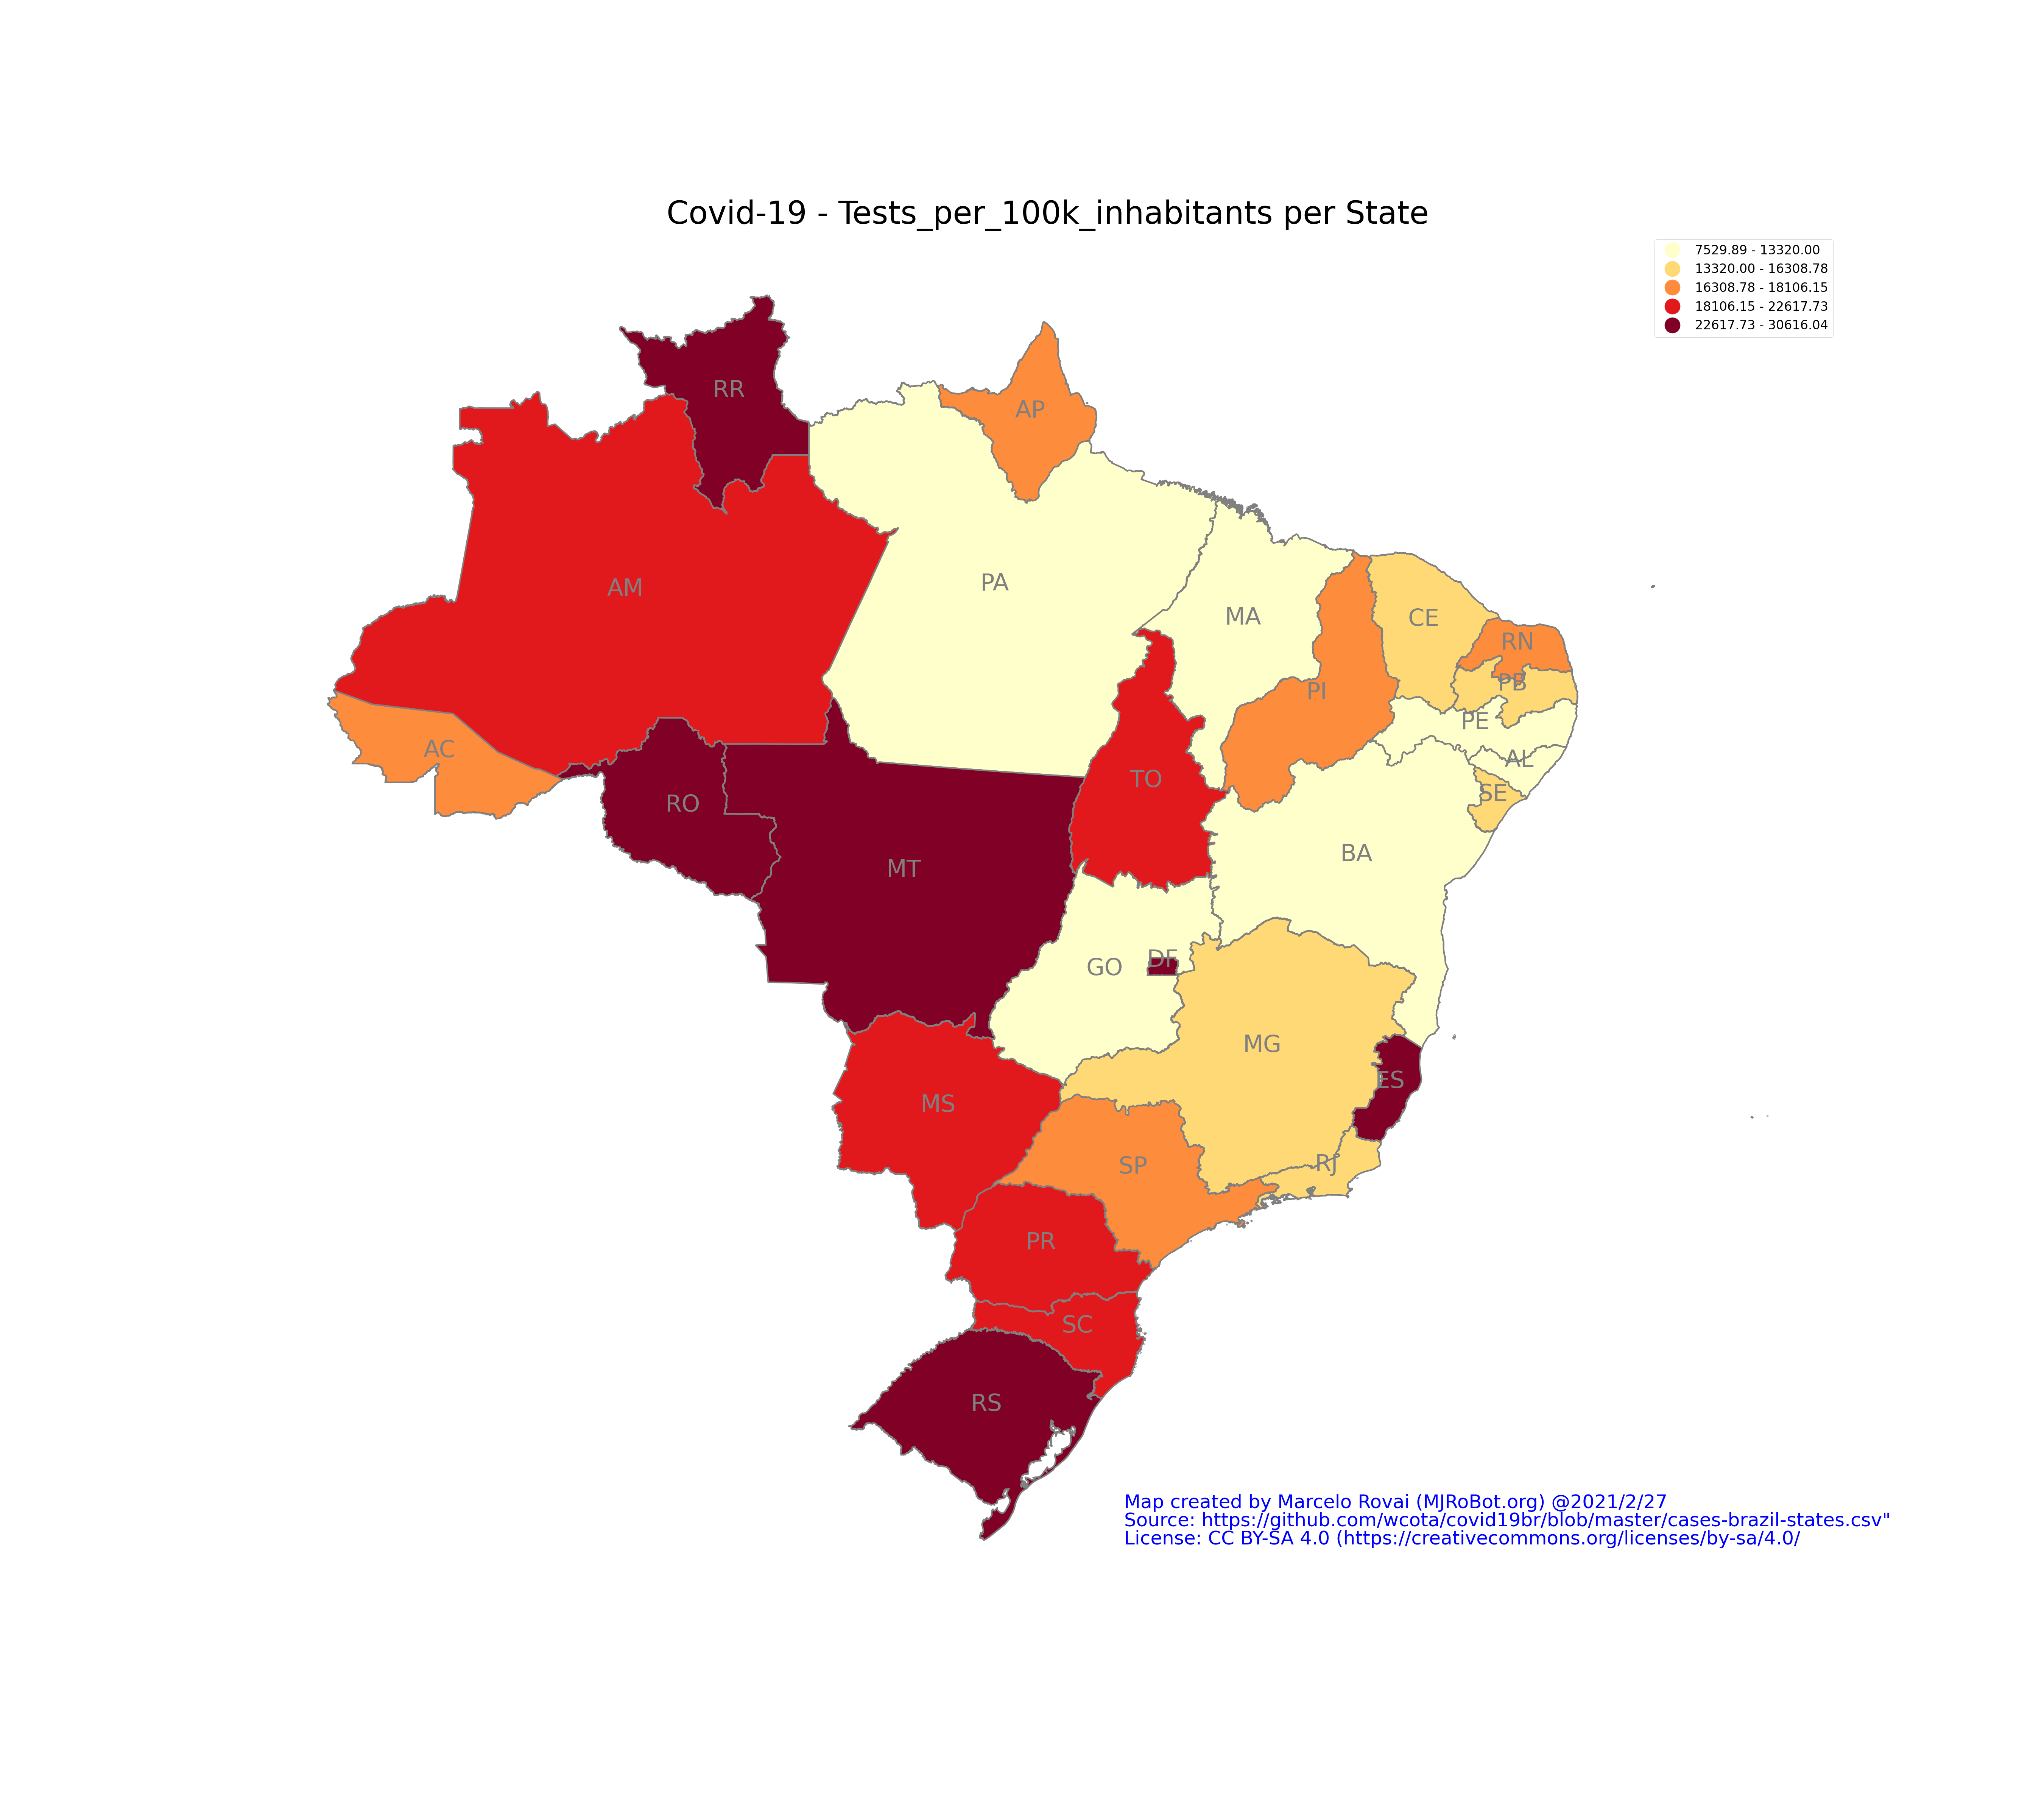 Covid-19 - Tests_per_100k_inhabitants per State
7529.89 - 13320.00
13320.00 - 16308.78
16308.78 - 18106.15
18106.15 - 22617.73
22617.73 - 30616.04
RR
AP
AM
PA
MA
CE
RN
PB
PI
PE
AC
AL
TO
SE
RO
BA
MT
DF
GO
MG
ES
MS
RJ
SP
PR
SC
RS
Map created by Marcelo Rovai (MJRoBot.org) @2021/2/27
Source: https://github.com/wcota/covid19br/blob/master/cases-brazil-states.csv"
License: CC BY-SA 4.0 (https://creativecommons.org/licenses/by-sa/4.0/